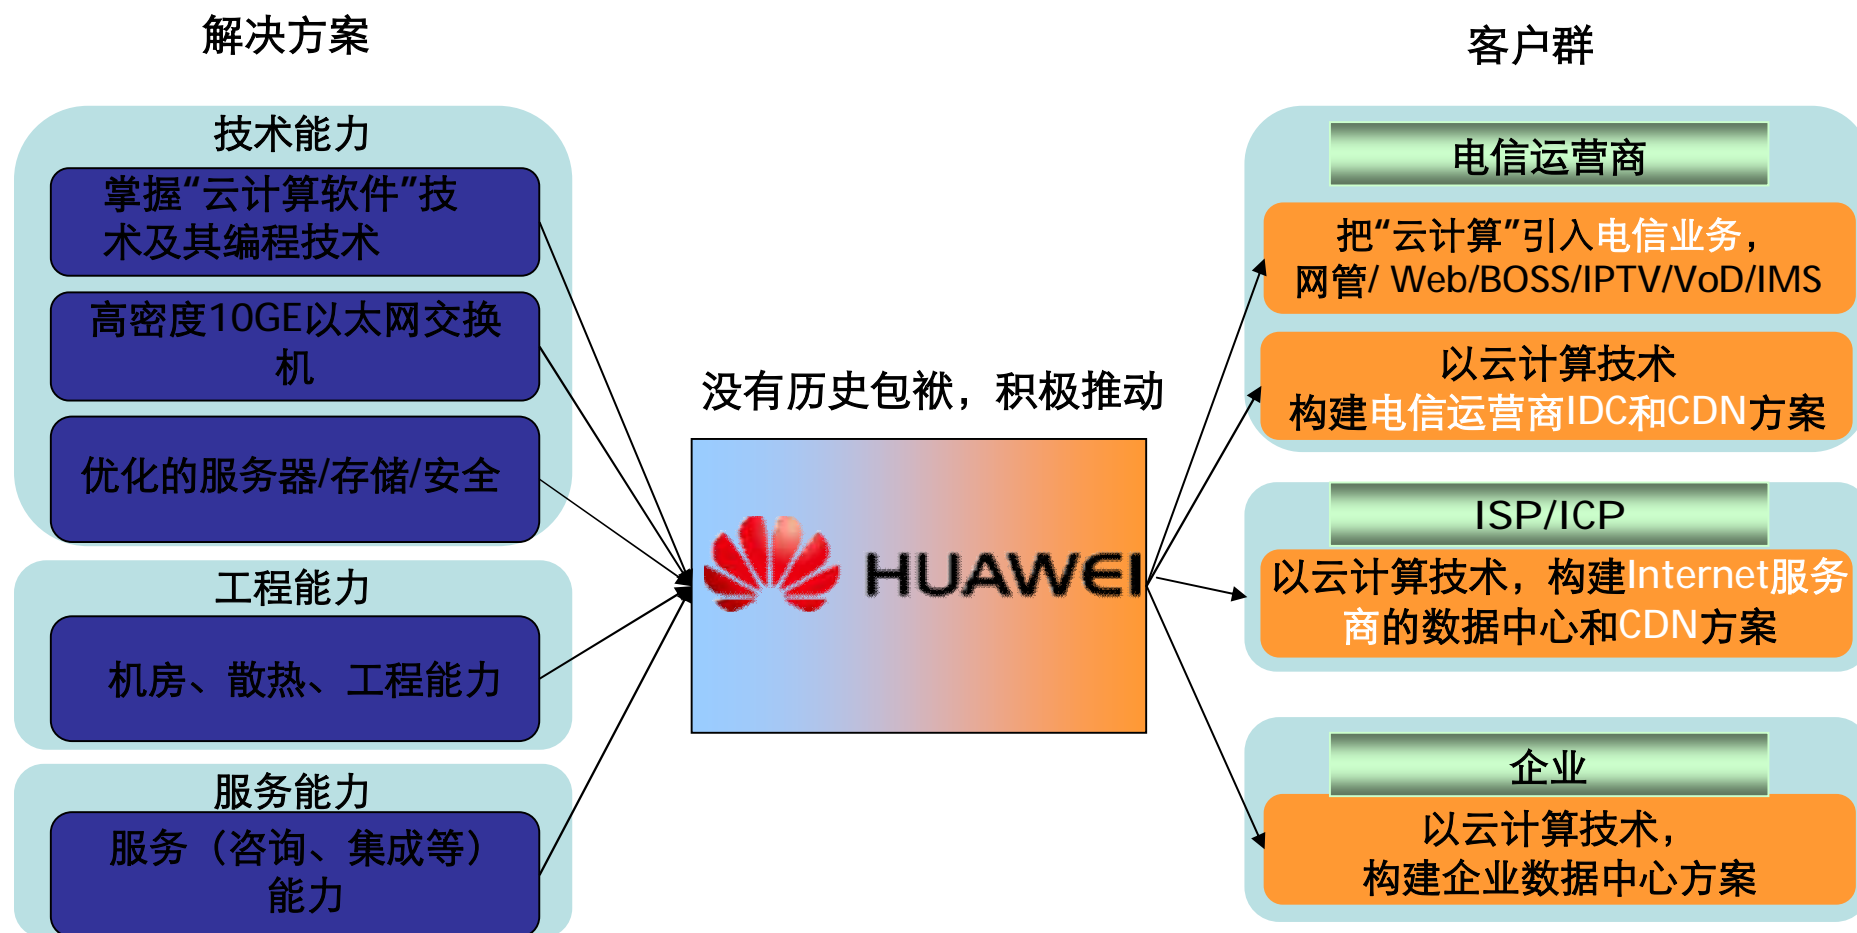 解决方案
技术能力
掌握“云计算软件”技
术及其编程技术
高密度10GE以太网交换
机
优化的服务器/存储/安全
工程能力
机房、散热、工程能力
服务能力
服务（咨询、集成等）
能力
没有历史包袱，积极推动
HUAWEI
客户群
电信运营商
把“云计算”引入电信业务，
网管/ Web/BOSS/IPTV/VoD/IMS
以云计算技术
构建电信运营商IDC和CDN方案
ISP/ICP
以云计算技术，构建Internet服务
商的数据中心和CDN方案
企业
以云计算技术，
构建企业数据中心方案